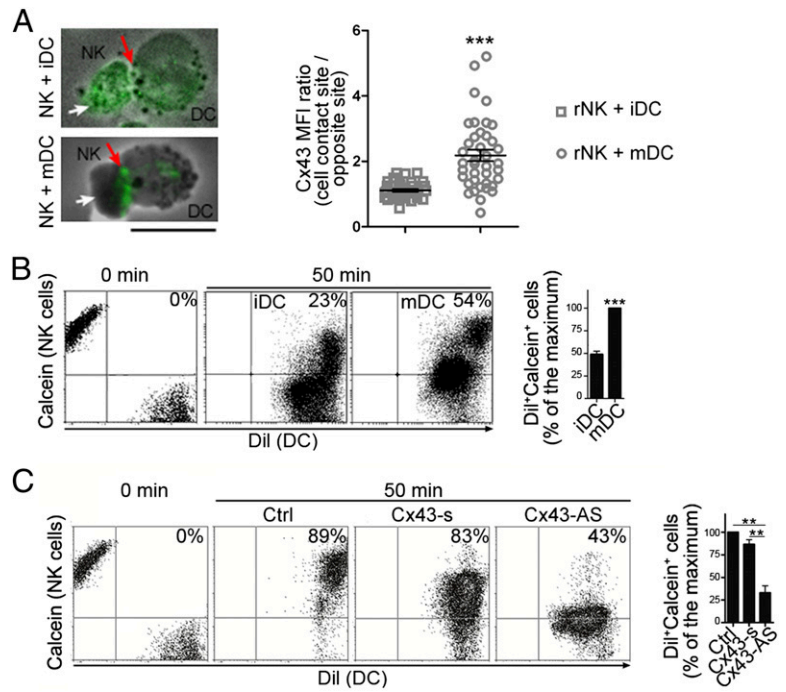 A
NK + iDC
NK
DC
NK + mDC
NK
DC
Cx43 MFI ratio
(cell contact site /
opposite site)
6
4
2
0
***
rNK + iDC
rNK + mDC
B
0 min
50 min
Calcein (NK cells)
0%
iDC 23%
mDC 54%
DiI (DC)
DiI⁺Calcein⁺ cells
(% of the maximum)
100
75
50
25
0
***
iDC
mDC
C
0 min
50 min
Ctrl
Cx43-s
Cx43-AS
Calcein (NK cells)
0%
89%
83%
43%
DiI (DC)
DiI⁺Calcein⁺ cells
(% of the maximum)
100
75
50
25
0
**
**
Ctrl
Cx43-s
Cx43-AS